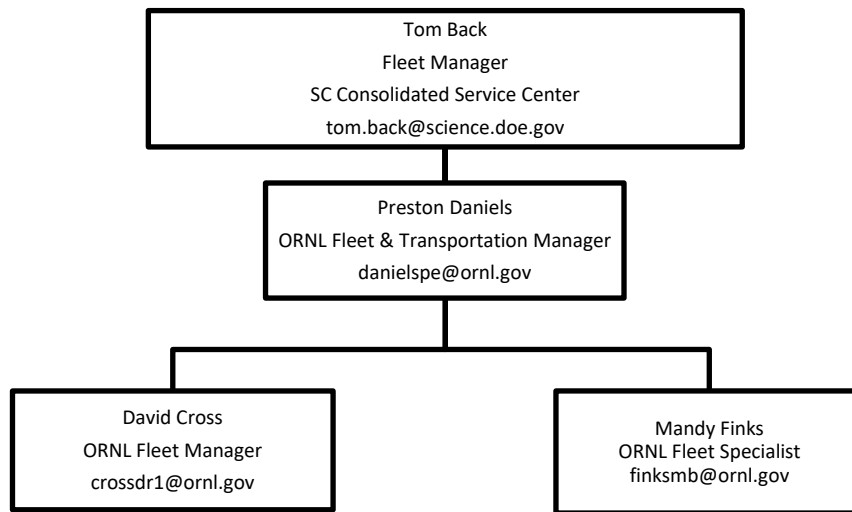 Tom Back
Fleet Manager
SC Consolidated Service Center
tom.back@science.doe.gov
Preston Daniels
ORNL Fleet & Transportation Manager
danielspe@ornl.gov
David Cross
ORNL Fleet Manager
crossdr1@ornl.gov
Mandy Finks
ORNL Fleet Specialist
finksmb@ornl.gov